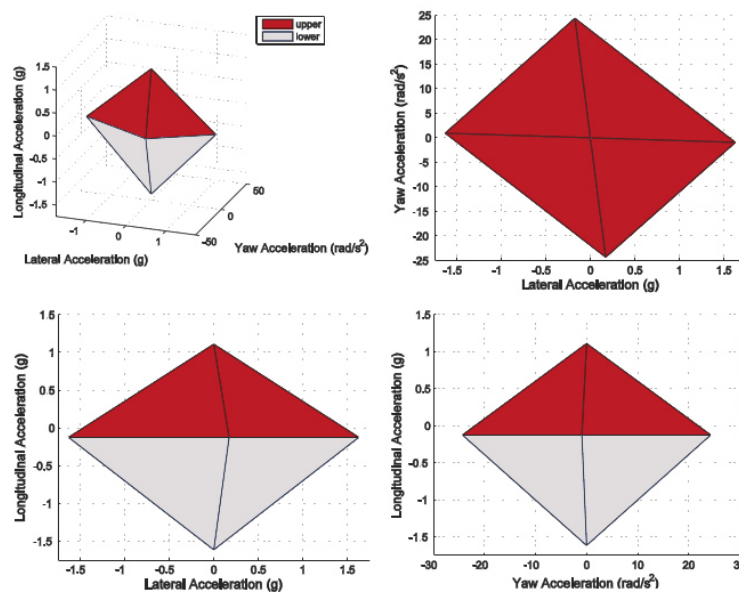 upper
lower
1.5
1
0.5
0
-0.5
-1
-1.5
Longitudinal Acceleration (g)
-1
0
1
Lateral Acceleration (g)
-50
0
50
Yaw Acceleration (rad/s²)
25
20
15
10
5
0
-5
-10
-15
-20
-25
Yaw Acceleration (rad/s²)
-1.5 -1 -0.5 0 0.5 1 1.5
Lateral Acceleration (g)
1.5
1
0.5
0
-0.5
-1
-1.5
Longitudinal Acceleration (g)
-1.5 -1 -0.5 0 0.5 1 1.5
Lateral Acceleration (g)
1.5
1
0.5
0
-0.5
-1
-1.5
Longitudinal Acceleration (g)
-30 -20 -10 0 10 20
Yaw Acceleration (rad/s²)